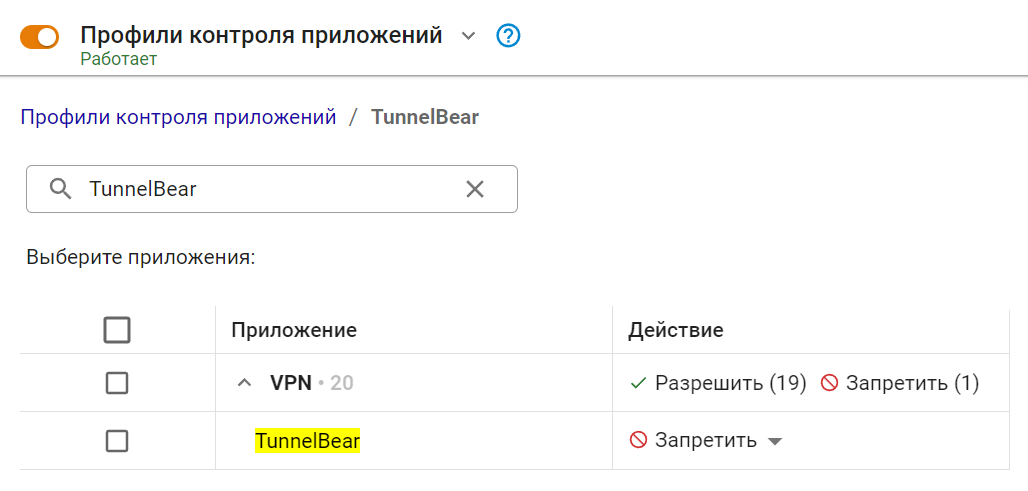 Профили контроля приложений
Работает
Профили контроля приложений / TunnelBear
TunnelBear
Выберите приложения:
Приложение Действие
VPN • 20 Разрешить (19) Запретить (1)
TunnelBear Запретить